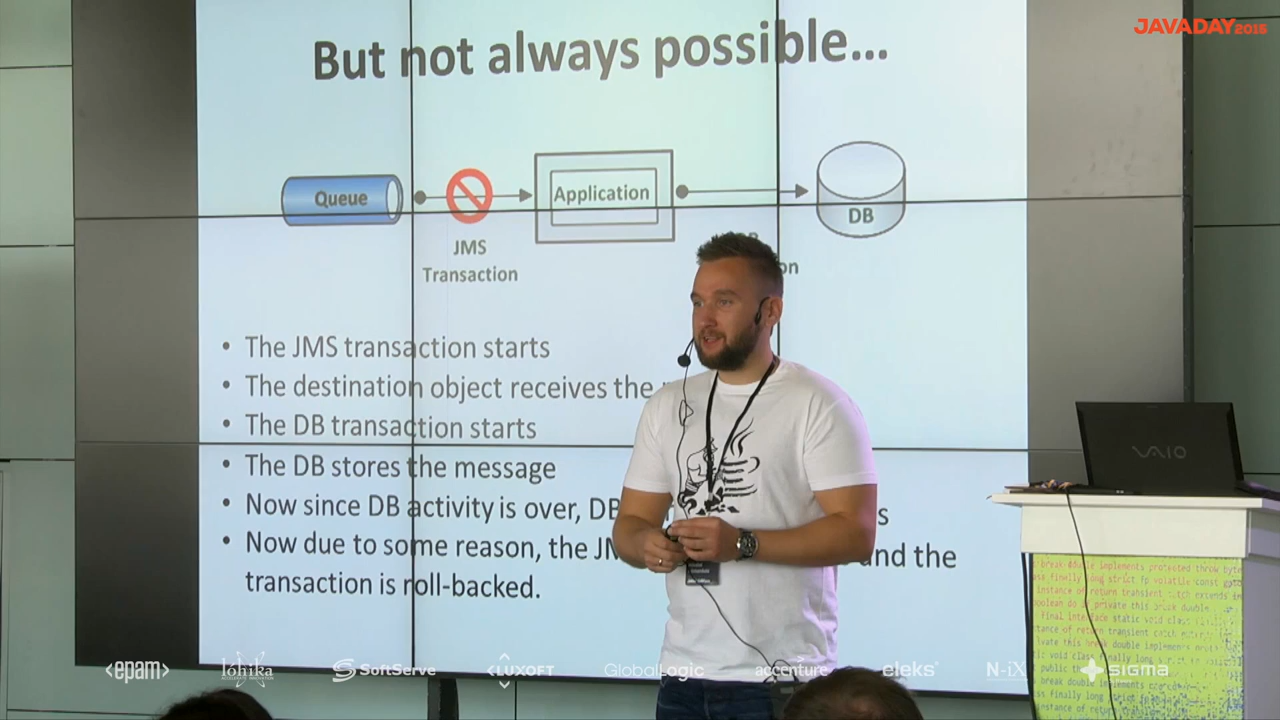 JAVADAY2015
But not always possible...
Queue
Application
DB
JMS
Transaction
• The JMS transaction starts
• The destination object receives the
• The DB transaction starts
• The DB stores the message
• Now since DB activity is over, DB
• Now due to some reason, the JM and the
transaction is roll-backed.
VAIO
<epam>
lohika
SoftServe
LUXOFT
GlobalLogic
accenture
eleks
N-iX
SIGMA